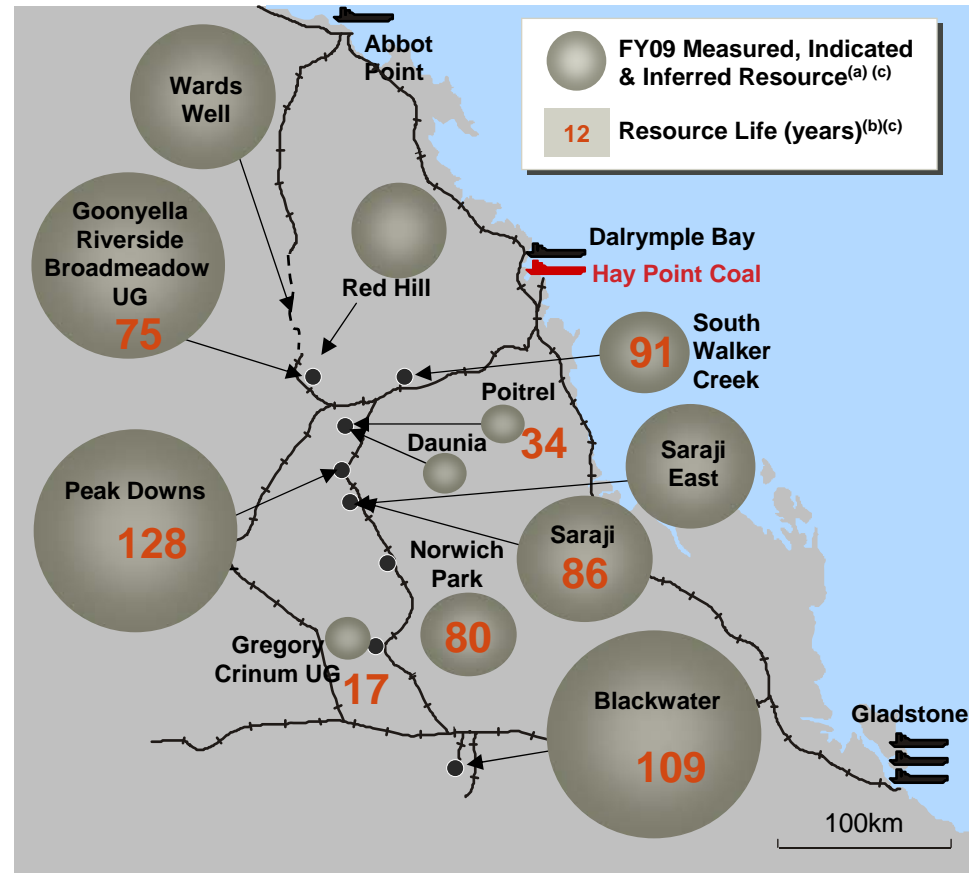 Abbot
Point
FY09 Measured, Indicated
& Inferred Resource(a) (c)
12 Resource Life (years)(b)(c)
Wards
Well
Goonyella
Riverside
Broadmeadow
UG
75
Red Hill
Dalrymple Bay
Hay Point Coal
91
South
Walker
Creek
Poitrel
34
Daunia
Saraji
East
Peak Downs
128
Saraji
86
Norwich
Park
80
Gregory
Crinum UG
17
Blackwater
109
Gladstone
100km